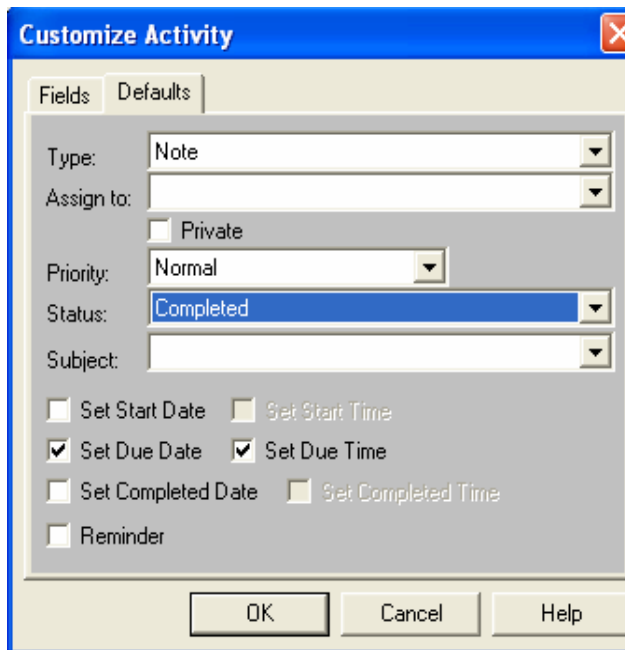 Customize Activity
Fields Defaults
Type: Note
Assign to:
Private
Priority: Normal
Status: Completed
Subject:
Set Start Date Set Start Time
Set Due Date Set Due Time
Set Completed Date Set Completed Time
Reminder
OK Cancel Help